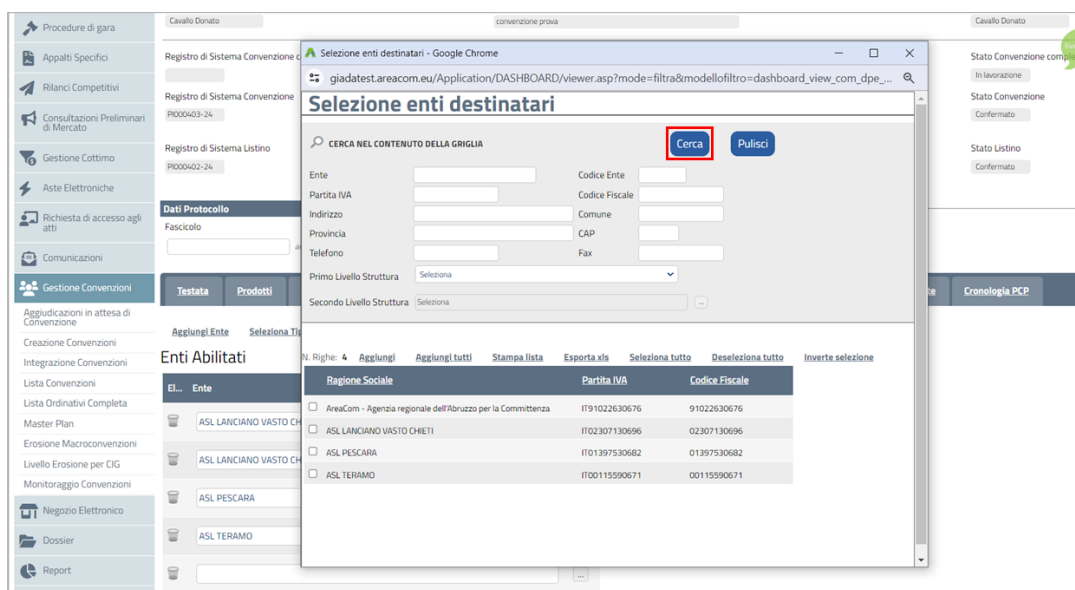 Procedure di gara
Appalti Specifici
Rilanci Competitivi
Consultazioni Preliminari
di Mercato
Gestione Cottimo
Aste Elettroniche
Richiesta di accesso agli
atti
Comunicazioni
Gestione Convenzioni
Aggiudicazioni in attesa di
Convenzione
Creazione Convenzioni
Integrazione Convenzioni
Lista Convenzioni
Lista Ordinativi Completa
Master Plan
Erosione Macroconvenzioni
Livello Erosione per CIG
Monitoraggio Convenzioni
Negozio Elettronico
Dossier
Report
Cavallo Donato
convenzione prova
Cavallo Donato
Registro di Sistema Convenzione
Registro di Sistema Convenzione
PI000403-24
Registro di Sistema Listino
PI000402-24
Dati Protocollo
Fascicolo
Testata Prodotti
Aggiungi Ente Seleziona
Enti Abilitati
El... Ente
ASL LANCIANO VASTO CH
ASL LANCIANO VASTO CH
ASL PESCARA
ASL TERAMO
...
Selezione enti destinatari - Google Chrome
giadatest.areacom.eu/Application/DASHBOARD/viewer.asp?mode=filtra&modellofiltro=dashboard_view_com_dpe_...
Selezione enti destinatari
CERCA NEL CONTENUTO DELLA GRIGLIA Cerca Pulisci
Ente Codice Ente
Partita IVA Codice Fiscale
Indirizzo Comune
Provincia CAP
Telefono Fax
Primo Livello Struttura Seleziona
Secondo Livello Struttura Seleziona ...
N. Righe: 4 Aggiungi Aggiungi tutti Stampa lista Esporta xls Seleziona tutto Deseleziona tutto Inverte selezione
Ragione Sociale Partita IVA Codice Fiscale
AreaCom - Agenzia regionale dell'Abruzzo per la Committenza IT91022630676 91022630676
ASL LANCIANO VASTO CHIETI IT02307130696 02307130696
ASL PESCARA IT01397530682 01397530682
ASL TERAMO IT00115590671 00115590671
Stato Convenzione comple
In lavorazione
Stato Convenzione
Confermato
Stato Listino
Confermato
Cronologia PCP